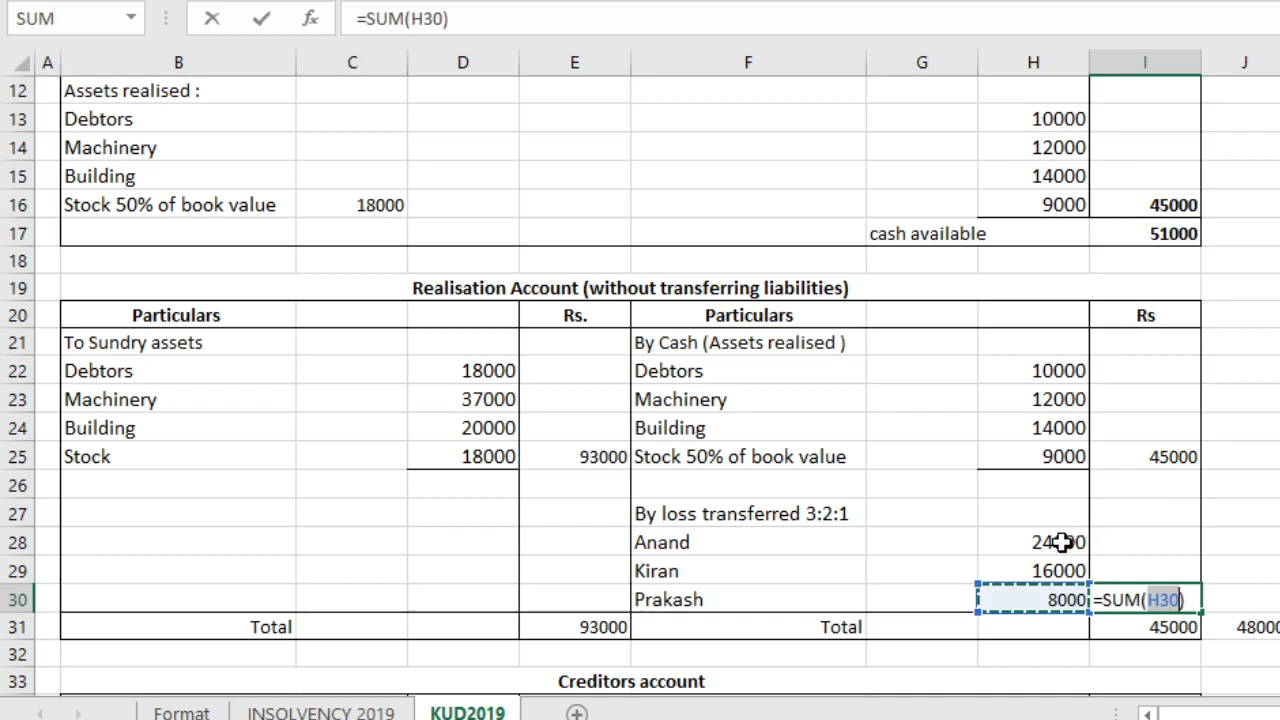 SUM =SUM(H30)
A B C D E F G H I J
12 Assets realised :
13 Debtors 10000
14 Machinery 12000
15 Building 14000
16 Stock 50% of book value 18000 9000 45000
17 cash available 51000
18
19 Realisation Account (without transferring liabilities)
20 Particulars Rs. Particulars Rs
21 To Sundry assets By Cash (Assets realised )
22 Debtors 18000 Debtors 10000
23 Machinery 37000 Machinery 12000
24 Building 20000 Building 14000
25 Stock 18000 93000 Stock 50% of book value 9000 45000
26
27 By loss transferred 3:2:1
28 Anand
29 Kiran 16000
30 Prakash 8000 =SUM(H30)
31 Total 93000 Total 45000
32
33 Creditors account
Format INSOLVENCY 2019 KUD2019